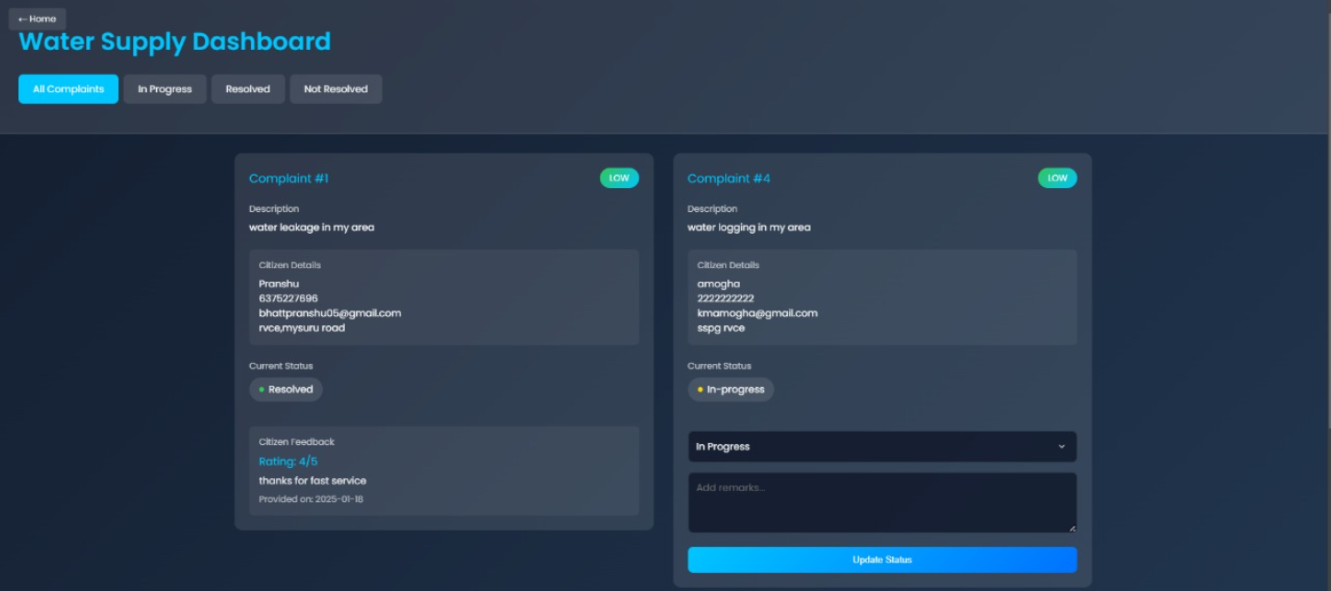 ← Home
Water Supply Dashboard
All Complaints
In Progress
Resolved
Not Resolved
Complaint #1
LOW
Description
water leakage in my area
Citizen Details
Pranshu
6375227696
bhattpranshu05@gmail.com
rvce,mysuru road
Current Status
Resolved
Citizen Feedback
Rating: 4/5
thanks for fast service
Provided on: 2025-01-18
Complaint #4
LOW
Description
water logging in my area
Citizen Details
amogha
2222222222
kmamogha@gmail.com
sspg rvce
Current Status
In-progress
In Progress
Add remarks...
Update Status